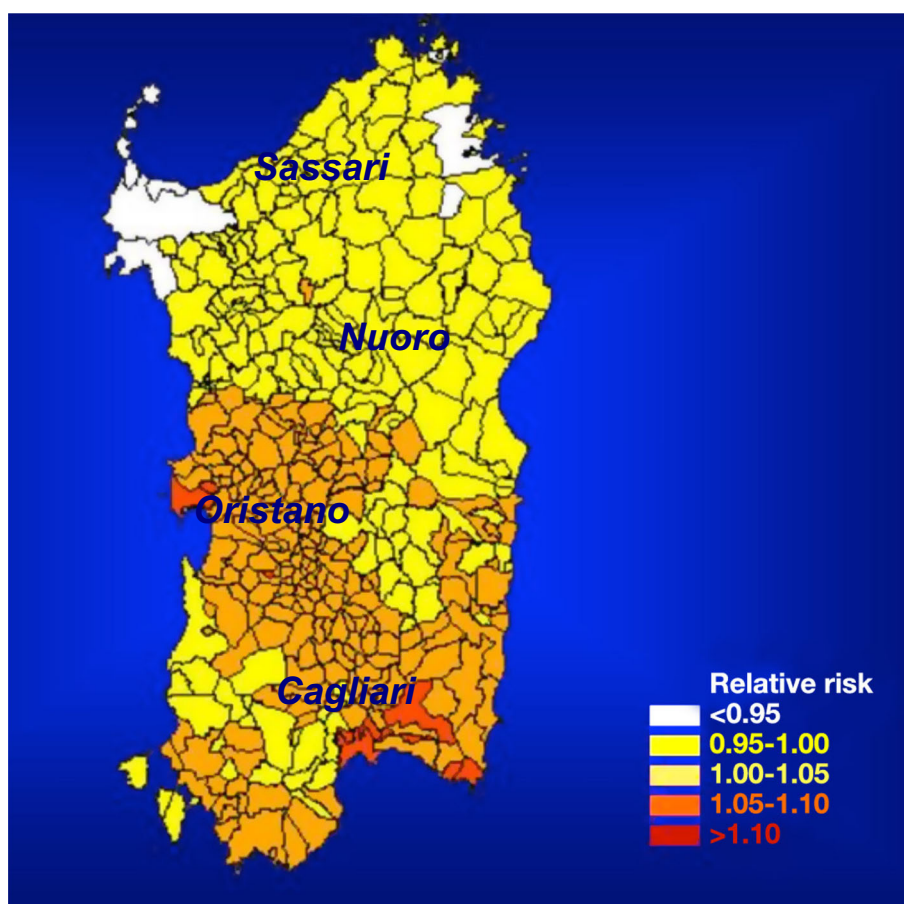 Sassari
Nuoro
Oristano
Cagliari
Relative risk
<0.95
0.95-1.00
1.00-1.05
1.05-1.10
>1.10